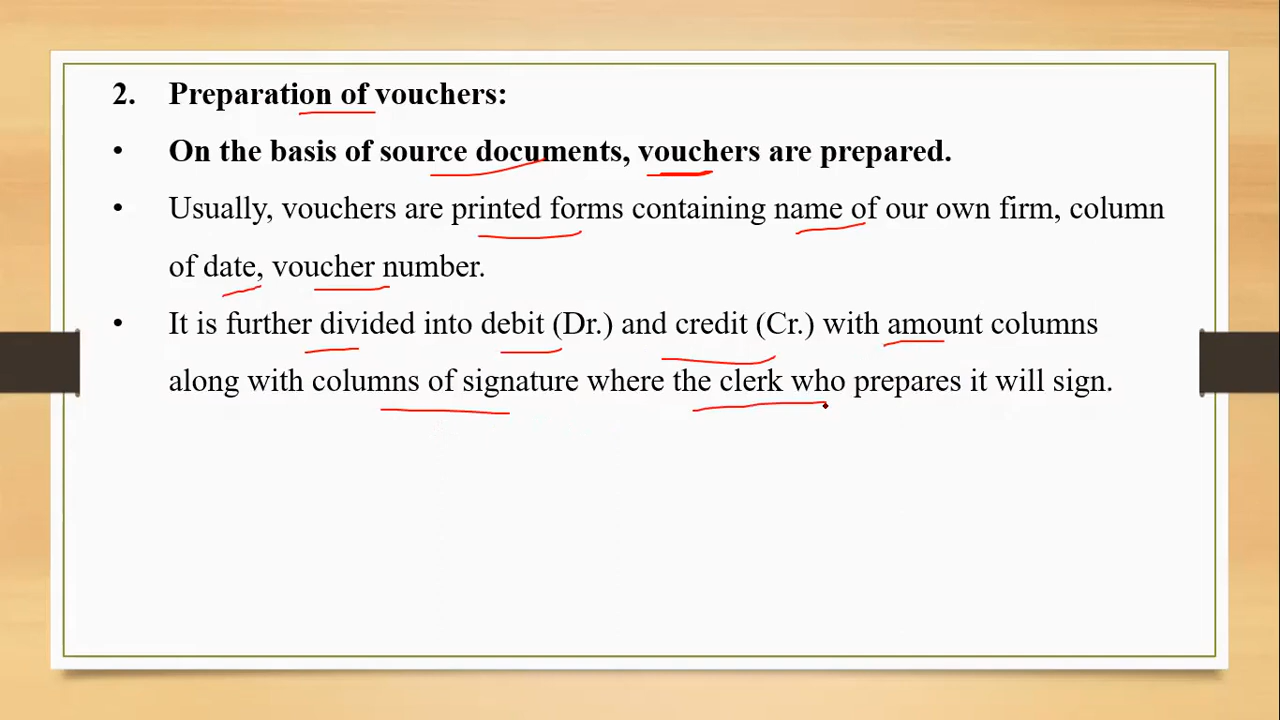 2. Preparation of vouchers:
• On the basis of source documents, vouchers are prepared.
• Usually, vouchers are printed forms containing name of our own firm, column
of date, voucher number.
• It is further divided into debit (Dr.) and credit (Cr.) with amount columns
along with columns of signature where the clerk who prepares it will sign.